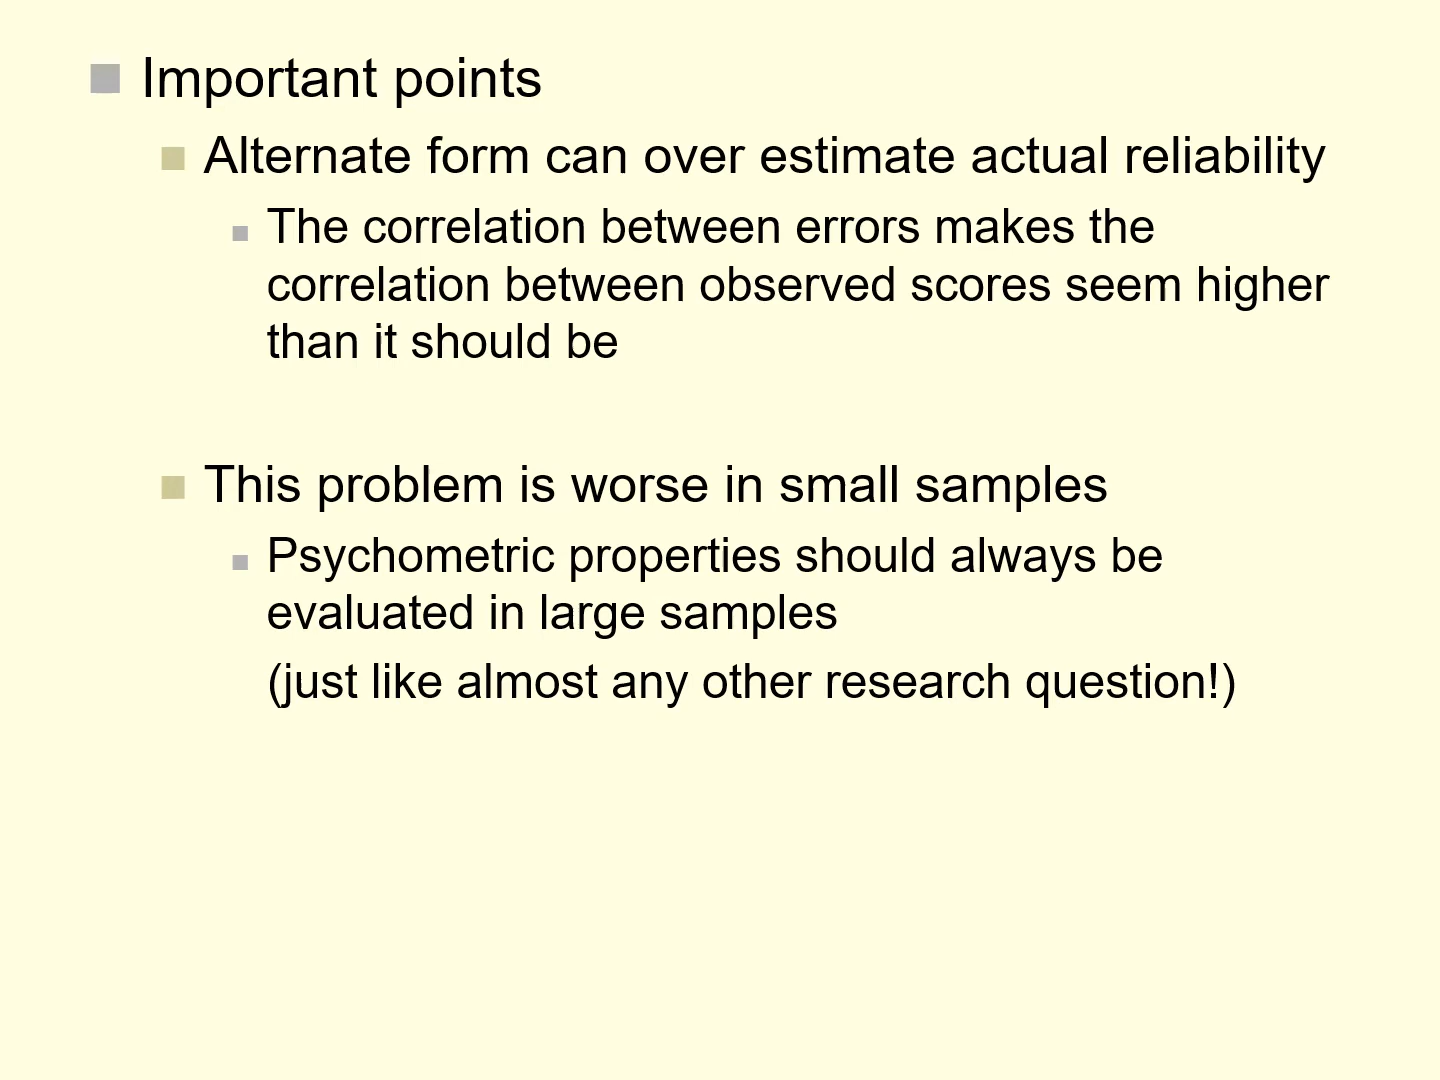 Important points
Alternate form can over estimate actual reliability
The correlation between errors makes the
correlation between observed scores seem higher
than it should be
This problem is worse in small samples
Psychometric properties should always be
evaluated in large samples
(just like almost any other research question!)